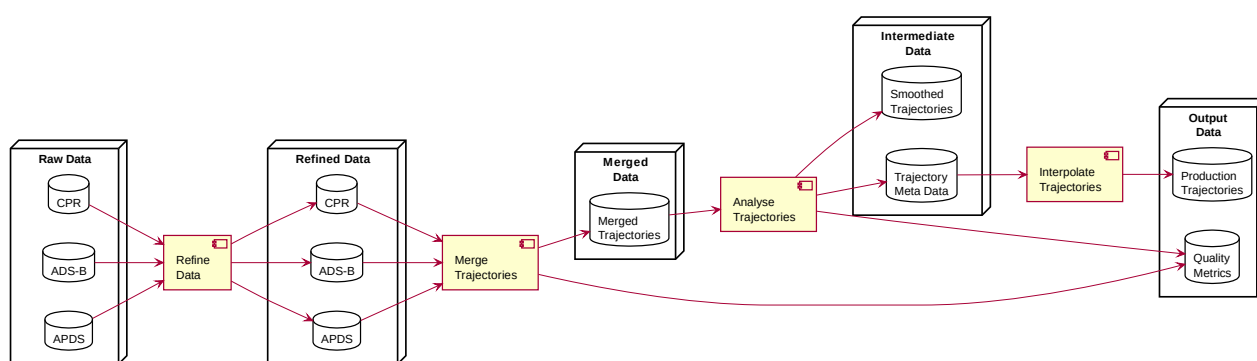 Raw Data
CPR
ADS-B
APDS
Refine
Data
Refined Data
CPR
ADS-B
APDS
Merge
Trajectories
Merged
Data
Merged
Trajectories
Analyse
Trajectories
Intermediate
Data
Smoothed
Trajectories
Trajectory
Meta Data
Interpolate
Trajectories
Output
Data
Production
Trajectories
Quality
Metrics